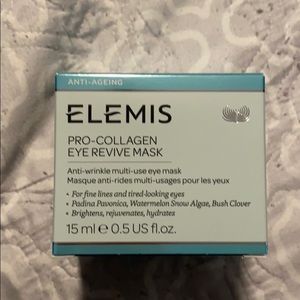 ANTI-AGEING
ELEMIS
PRO-COLLAGEN
EYE REVIVE MASK
Anti-wrinkle multi-use eye mask
Masque anti-rides multi-usages pour les yeux
• For fine lines and tired-looking eyes
• Padina Pavonica, Watermelon Snow Algae, Bush Clover
• Brightens, rejuvenates, hydrates
15 ml ℮ 0.5 US fl.oz.